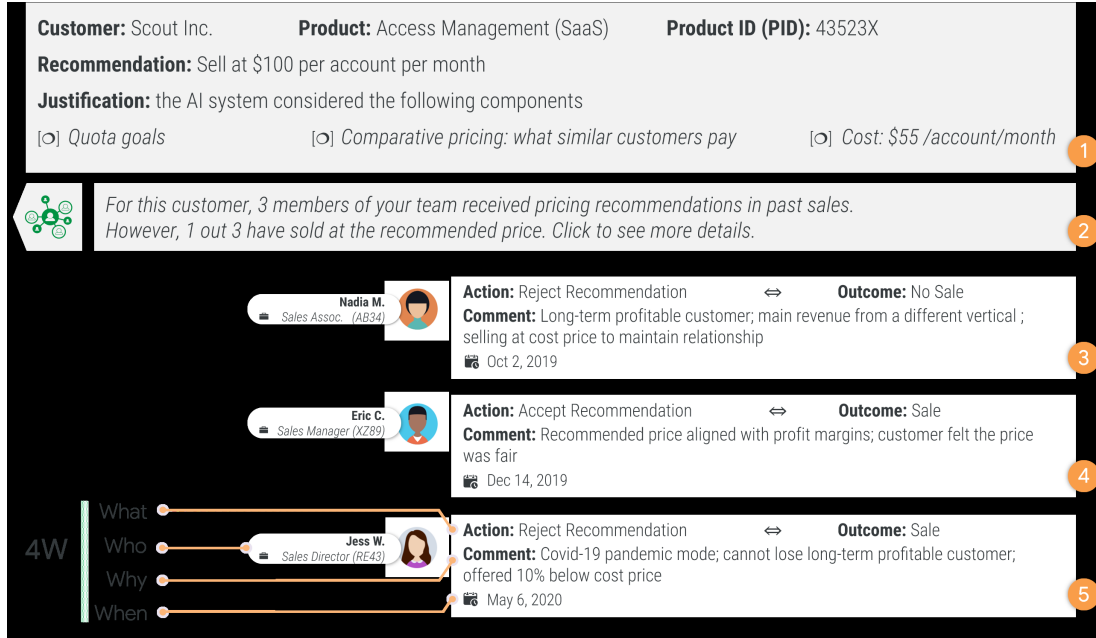 Customer: Scout Inc. Product: Access Management (SaaS) Product ID (PID): 43523X
Recommendation: Sell at $100 per account per month
Justification: the AI system considered the following components
Quota goals Comparative pricing: what similar customers pay Cost: $55 /account/month
1
For this customer, 3 members of your team received pricing recommendations in past sales.
However, 1 out 3 have sold at the recommended price. Click to see more details.
2
Nadia M.
Sales Assoc. (AB34)
Action: Reject Recommendation ⇔ Outcome: No Sale
Comment: Long-term profitable customer; main revenue from a different vertical ;
selling at cost price to maintain relationship
Oct 2, 2019
3
Eric C.
Sales Manager (XZ89)
Action: Accept Recommendation ⇔ Outcome: Sale
Comment: Recommended price aligned with profit margins; customer felt the price
was fair
Dec 14, 2019
4
4W
What
Who
Why
When
Jess W.
Sales Director (RE43)
Action: Reject Recommendation ⇔ Outcome: Sale
Comment: Covid-19 pandemic mode; cannot lose long-term profitable customer;
offered 10% below cost price
May 6, 2020
5